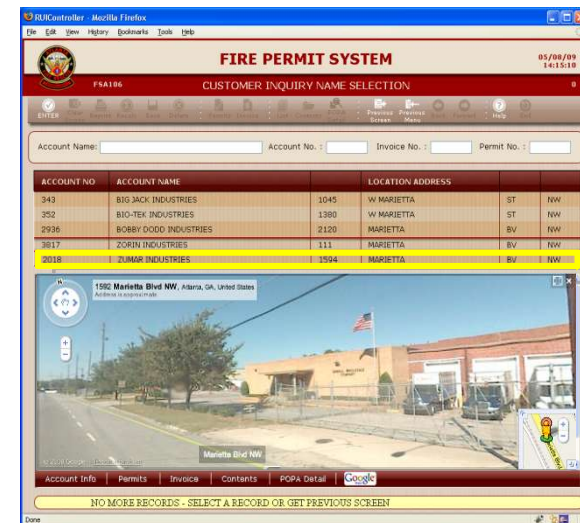 RUIController - Mozilla Firefox
File Edit View History Bookmarks Tools Help
FIRE PERMIT SYSTEM
05/08/09
14:15:10
FSA106 CUSTOMER INQUIRY NAME SELECTION 0
ENTER Previous Screen Previous Menu Help
Account Name: Account No. : Invoice No. : Permit No. :
ACCOUNT NO ACCOUNT NAME LOCATION ADDRESS
343 BIG JACK INDUSTRIES 1045 W MARIETTA ST NW
352 BIO-TEK INDUSTRIES 1380 W MARIETTA ST NW
2936 BOBBY DODD INDUSTRIES 2120 MARIETTA BV NW
3817 ZORIN INDUSTRIES 111 MARIETTA BV NW
2018 ZUMAR INDUSTRIES 1594 MARIETTA BV NW
1592 Marietta Blvd NW, Atlanta, GA, United States
Address is approximate
N
Marietta Blvd NW
Account Info | Permits | Invoice | Contents | POPA Detail | Google
NO MORE RECORDS - SELECT A RECORD OR GET PREVIOUS SCREEN
Done